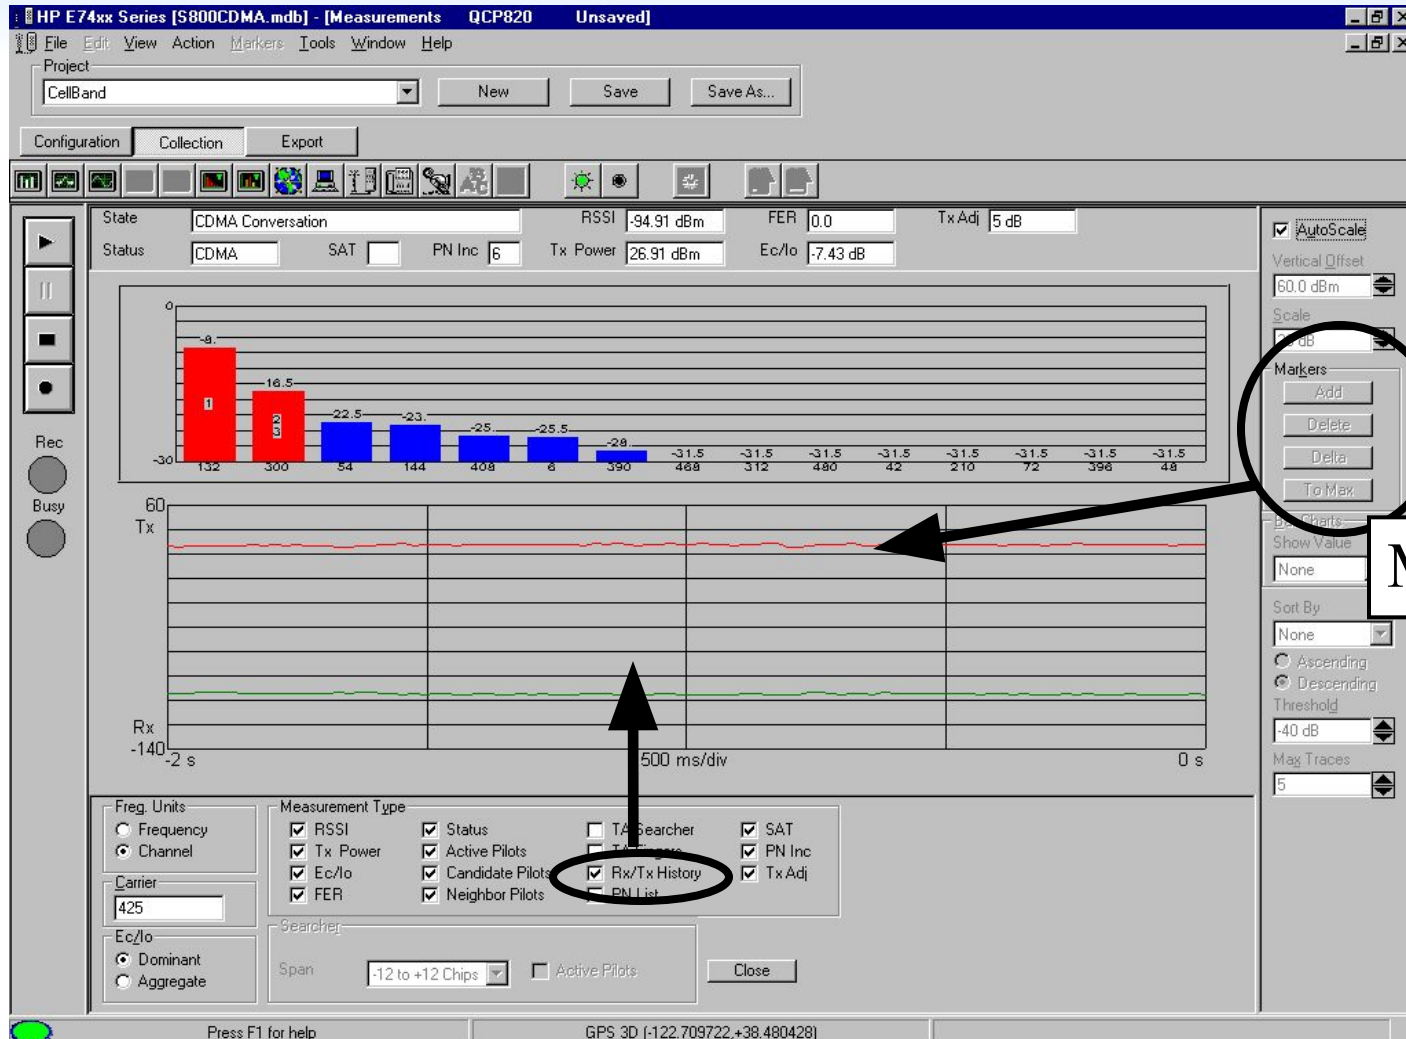 HP E74xx Series [S800CDMA.mdb] - [Measurements QCP820 Unsaved]
File Edit View Action Markers Tools Window Help
Project
CellBand New Save Save As...
Configuration Collection Export
State CDMA Conversation RSSI -94.91 dBm FER 0.0 Tx Adj 5 dB
Status CDMA SAT PN Inc 6 Tx Power 26.91 dBm Ec/Io -7.43 dB
0
-30
16.5 -22.5 -23. -25. -25.5 -28. -31.5 -31.5 -31.5 -31.5 -31.5 -31.5 -31.5 -31.5
1 2 3
132 300 54 144 408 6 390 468 312 480 42 210 72 396 48
60
Tx
Rx
-140
-2 s 500 ms/div 0 s
Rec
Busy
AutoScale
Vertical Offset
60.0 dBm
Scale
dB
Markers
Add
Delete
Delta
To Max
Bar Charts
Show Value
None
M
Sort By
None
Ascending
Descending
Threshold
-40 dB
Max Traces
5
Freq. Units
Frequency
Channel
Carrier
425
Ec/Io
Dominant
Aggregate
Measurement Type
RSSI Status TA Searcher SAT
Tx Power Active Pilots TA Fingers PN Inc
Ec/Io Candidate Pilots Rx/Tx History Tx Adj
FER Neighbor Pilots PN List
Searcher
Span -12 to +12 Chips Active Pilots Close
Press F1 for help GPS 3D (-122.709722,+38.480428)